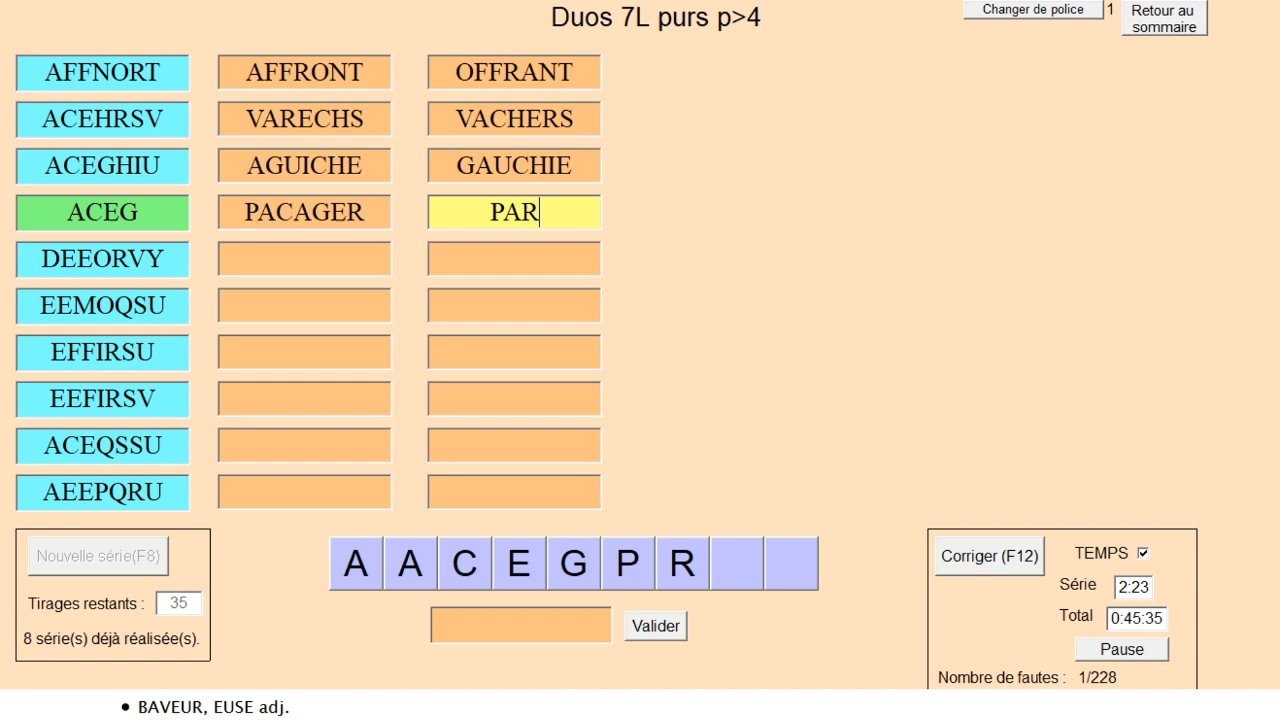 Duos 7L purs p>4
Changer de police 1
Retour au sommaire
AFFNORT AFFRONT OFFRANT
ACEHRSV VARECHS VACHERS
ACEGHIU AGUICHE GAUCHIE
ACEG PACAGER PAR
DEEORVY
EEMOQSU
EFFIRSU
EEFIRSV
ACEQSSU
AEEPQRU
Nouvelle série(F8)
Tirages restants : 35
8 série(s) déjà réalisée(s).
A A C E G P R
Valider
Corriger (F12) TEMPS
Série 2:23
Total 0:45:35
Pause
Nombre de fautes : 1/228
• BAVEUR, EUSE adj.